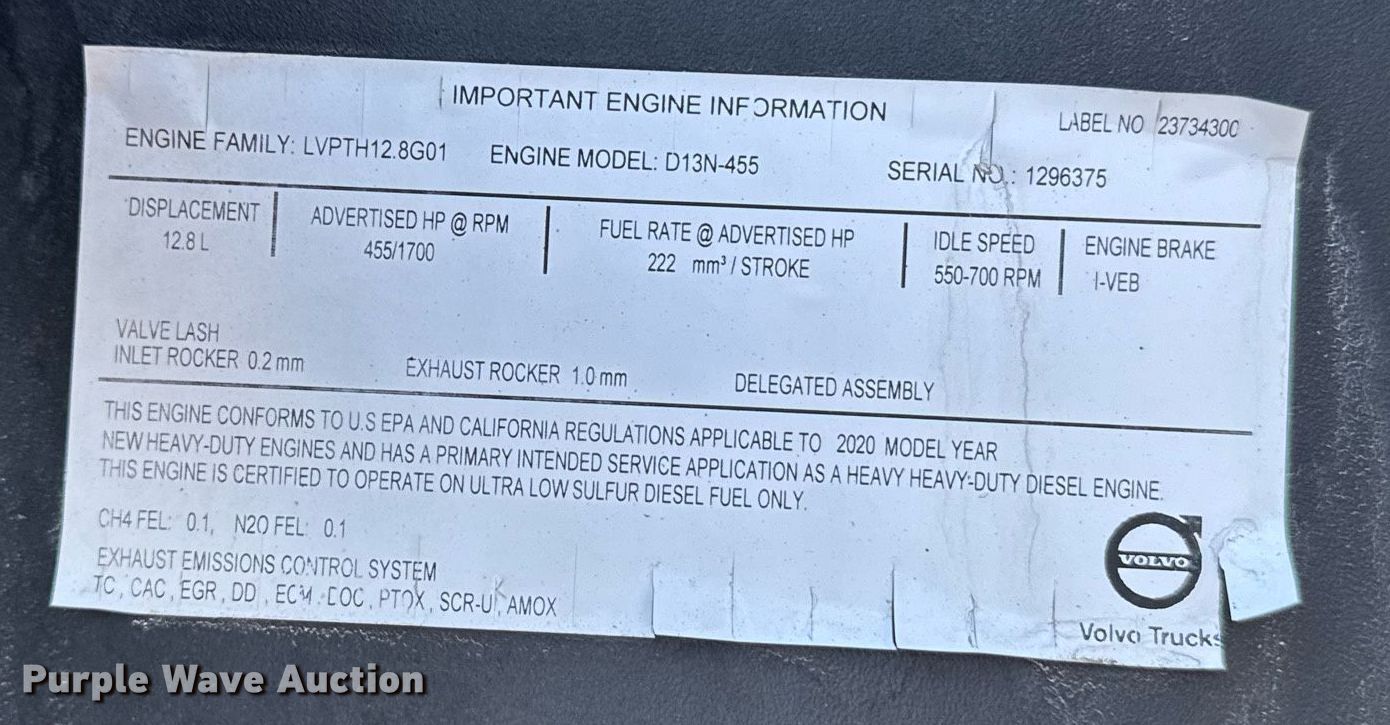 IMPORTANT ENGINE INFORMATION
LABEL NO 23734300
ENGINE FAMILY: LVPTH12.8G01 ENGINE MODEL: D13N-455 SERIAL NO.: 1296375
DISPLACEMENT ADVERTISED HP @ RPM FUEL RATE @ ADVERTISED HP IDLE SPEED ENGINE BRAKE
12.8 L 455/1700 222 mm³ / STROKE 550-700 RPM I-VEB
VALVE LASH
INLET ROCKER 0.2 mm EXHAUST ROCKER 1.0 mm DELEGATED ASSEMBLY
THIS ENGINE CONFORMS TO U.S EPA AND CALIFORNIA REGULATIONS APPLICABLE TO 2020 MODEL YEAR
NEW HEAVY-DUTY ENGINES AND HAS A PRIMARY INTENDED SERVICE APPLICATION AS A HEAVY HEAVY-DUTY DIESEL ENGINE.
THIS ENGINE IS CERTIFIED TO OPERATE ON ULTRA LOW SULFUR DIESEL FUEL ONLY.
CH4 FEL: 0.1, N2O FEL: 0.1
EXHAUST EMISSIONS CONTROL SYSTEM
TC, CAC, EGR, DD, ECM, DOC, PTOX, SCR-U, AMOX
VOLVO
Volvo Trucks
Purple Wave Auction